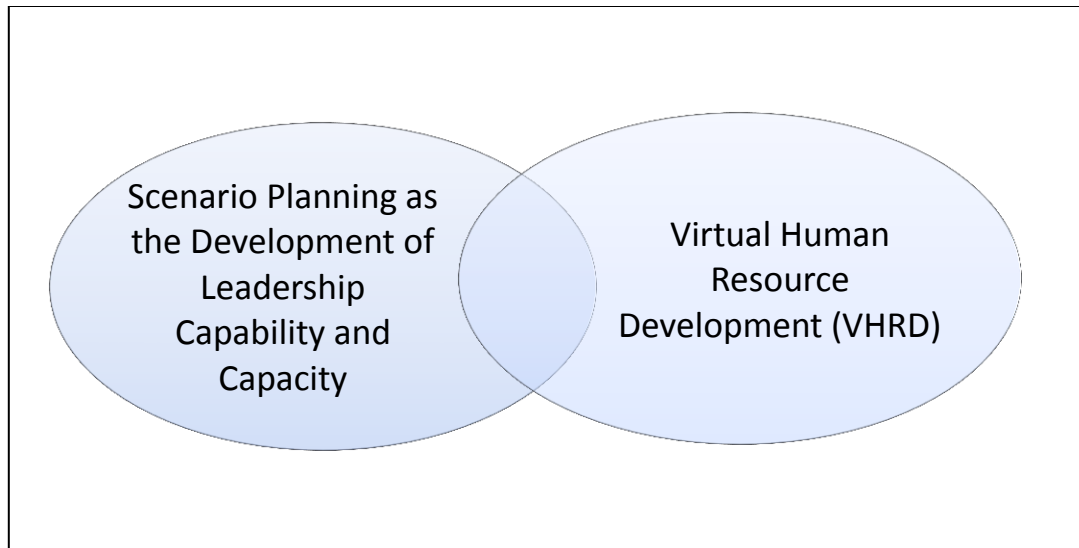 Scenario Planning as
the Development of
Leadership
Capability and
Capacity
Virtual Human
Resource
Development (VHRD)